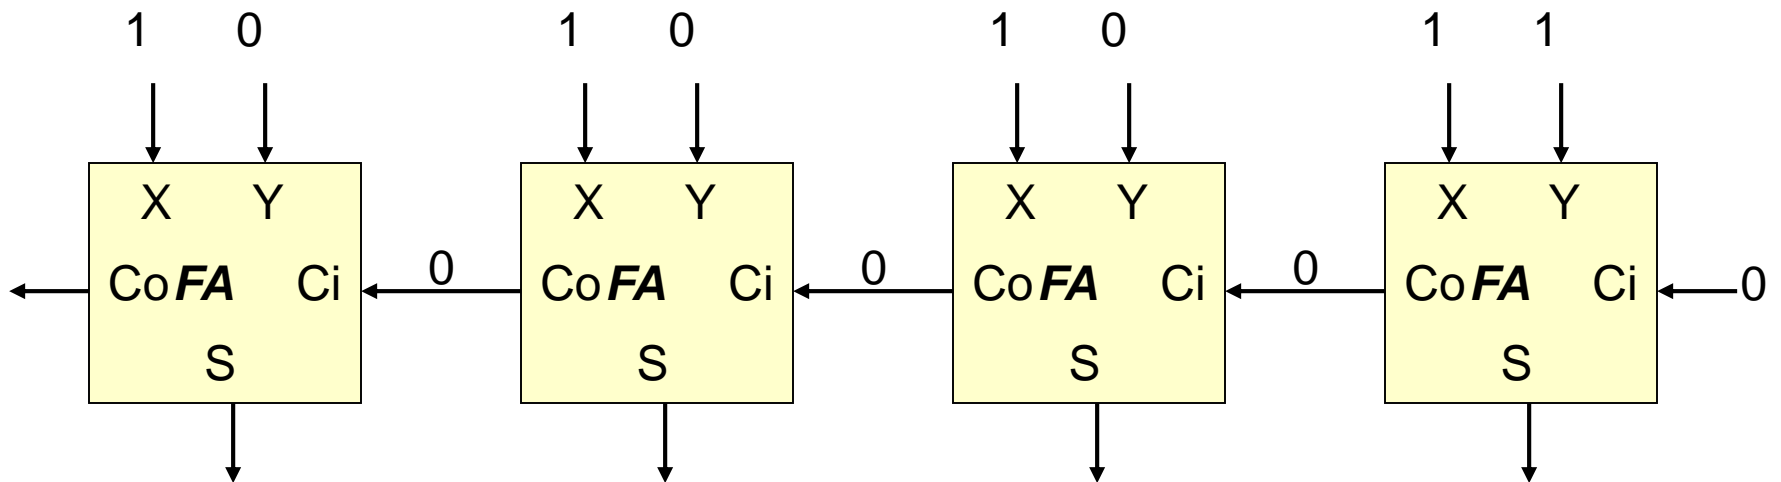 1 0 1 0 1 0 1 1
X Y X Y X Y X Y
Co FA Ci 0 Co FA Ci 0 Co FA Ci 0 Co FA Ci 0
S S S S